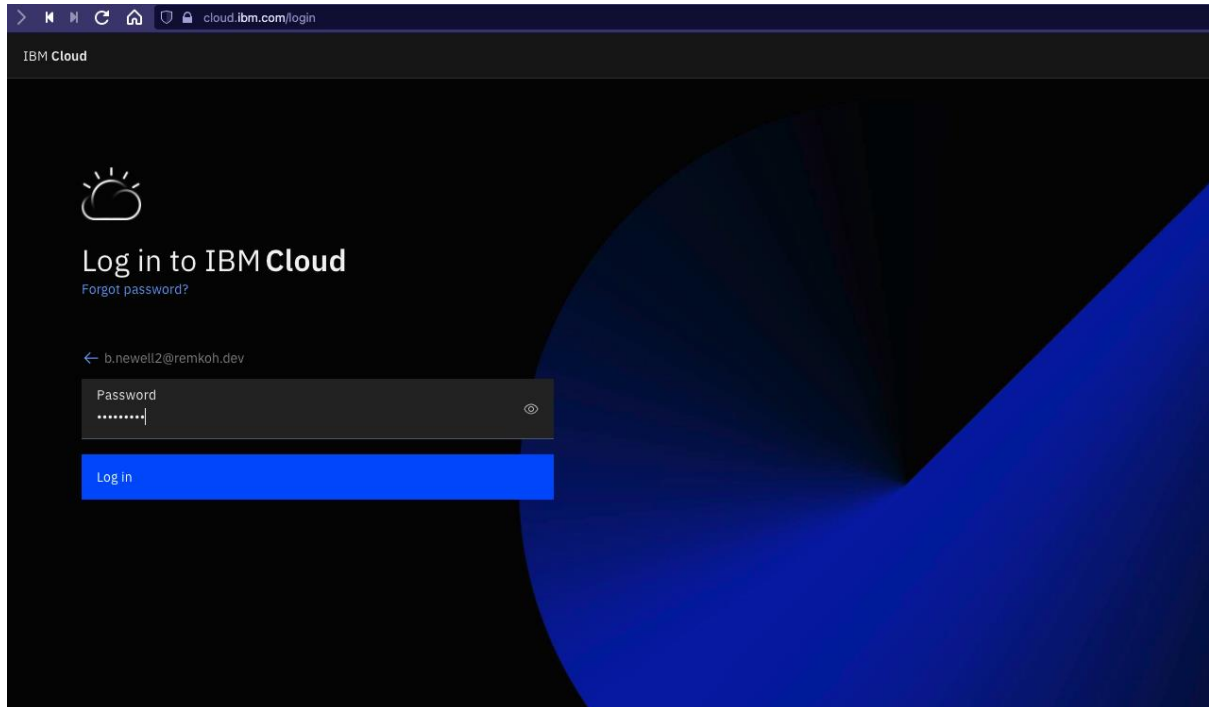 cloud.ibm.com/login
IBM Cloud
Log in to IBM Cloud
Forgot password?
← b.newell2@remkoh.dev
Password
•••••••••
Log in